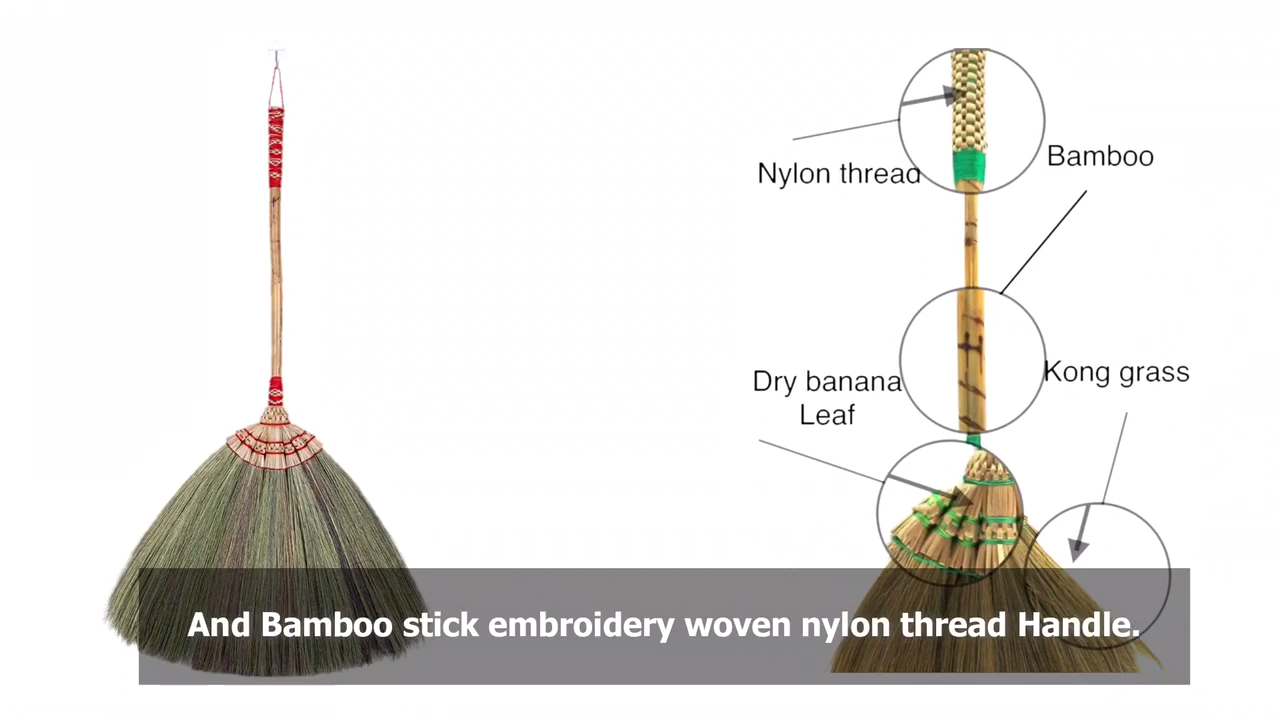 Nylon thread
Bamboo
Dry banana
Leaf
Kong grass
And Bamboo stick embroidery woven nylon thread Handle.